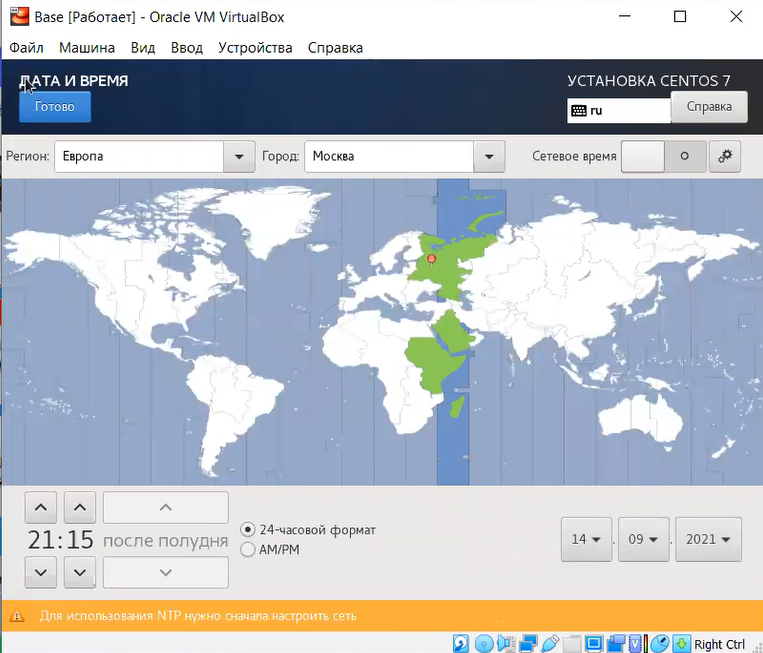 Base [Работает] - Oracle VM VirtualBox
Файл Машина Вид Ввод Устройства Справка
ДАТА И ВРЕМЯ
УСТАНОВКА CENTOS 7
Готово
ru
Справка
Регион: Европа Город: Москва Сетевое время
21:15 после полудня
24-часовой формат
AM/PM
14 . 09 . 2021
Для использования NTP нужно сначала настроить сеть
Right Ctrl